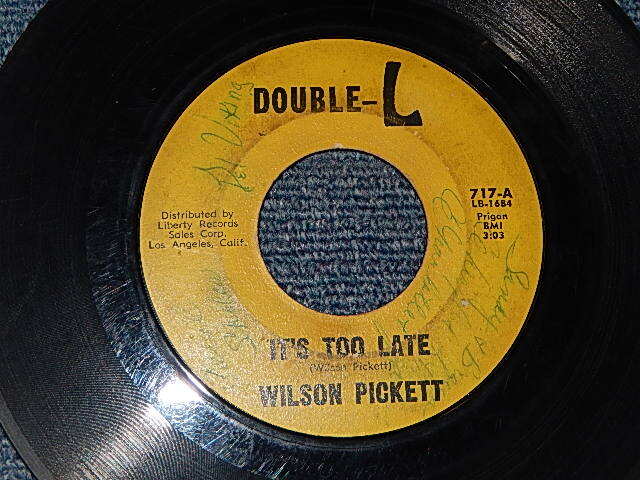 DOUBLE-L
717-A
LB-1684
Prigan
BMI
3:03
Distributed by
Liberty Records
Sales Corp.
Los Angeles, Calif.
IT'S TOO LATE
(Wilson Pickett)
WILSON PICKETT